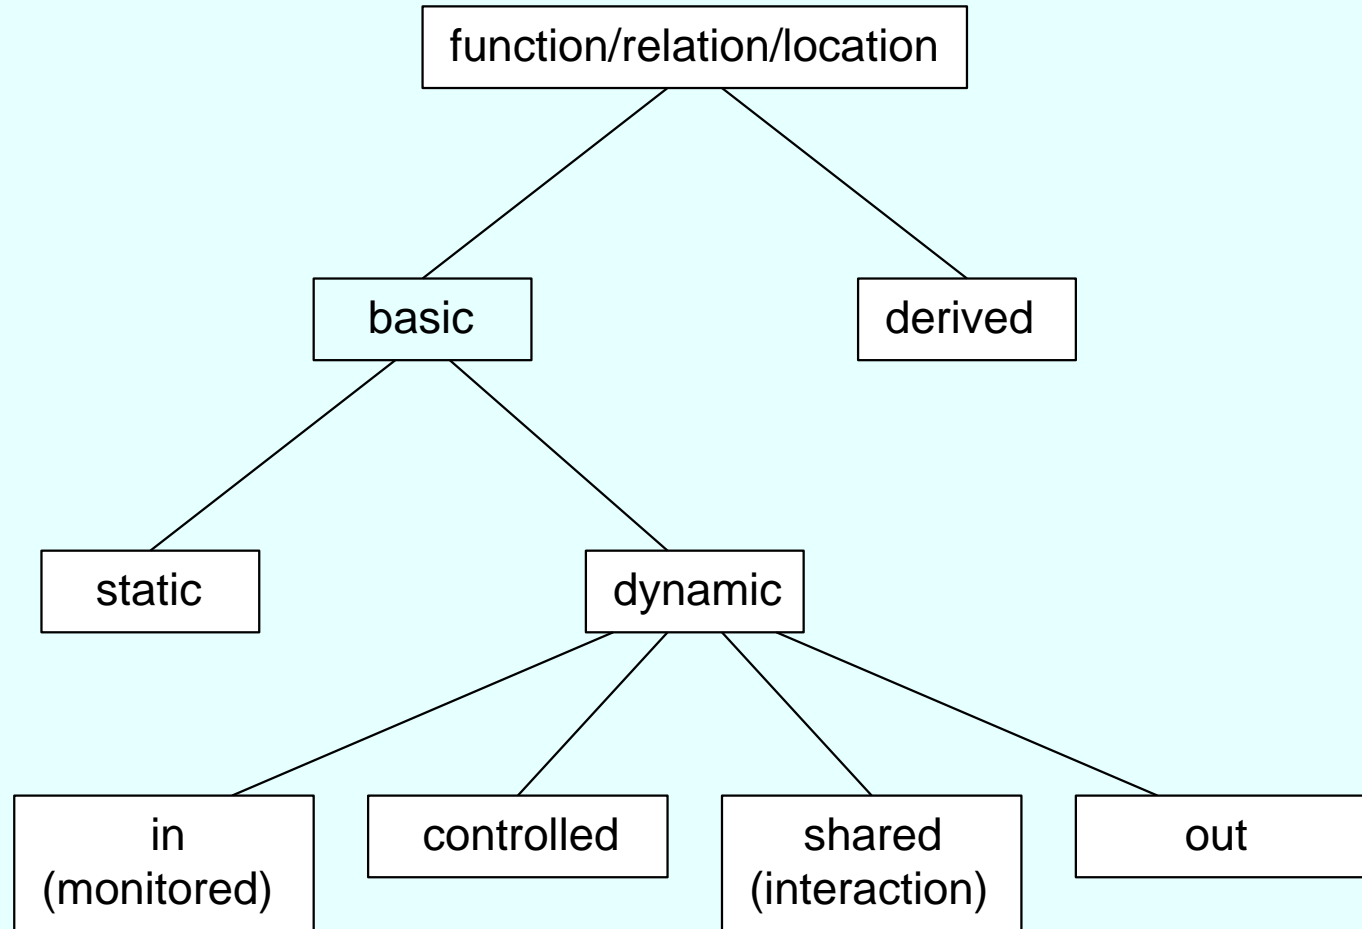 function/relation/location
basic
derived
static
dynamic
in
(monitored)
controlled
shared
(interaction)
out